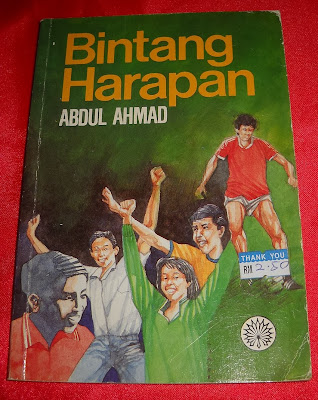 Bintang
Harapan
ABDUL AHMAD
THANK YOU
RM 2.50